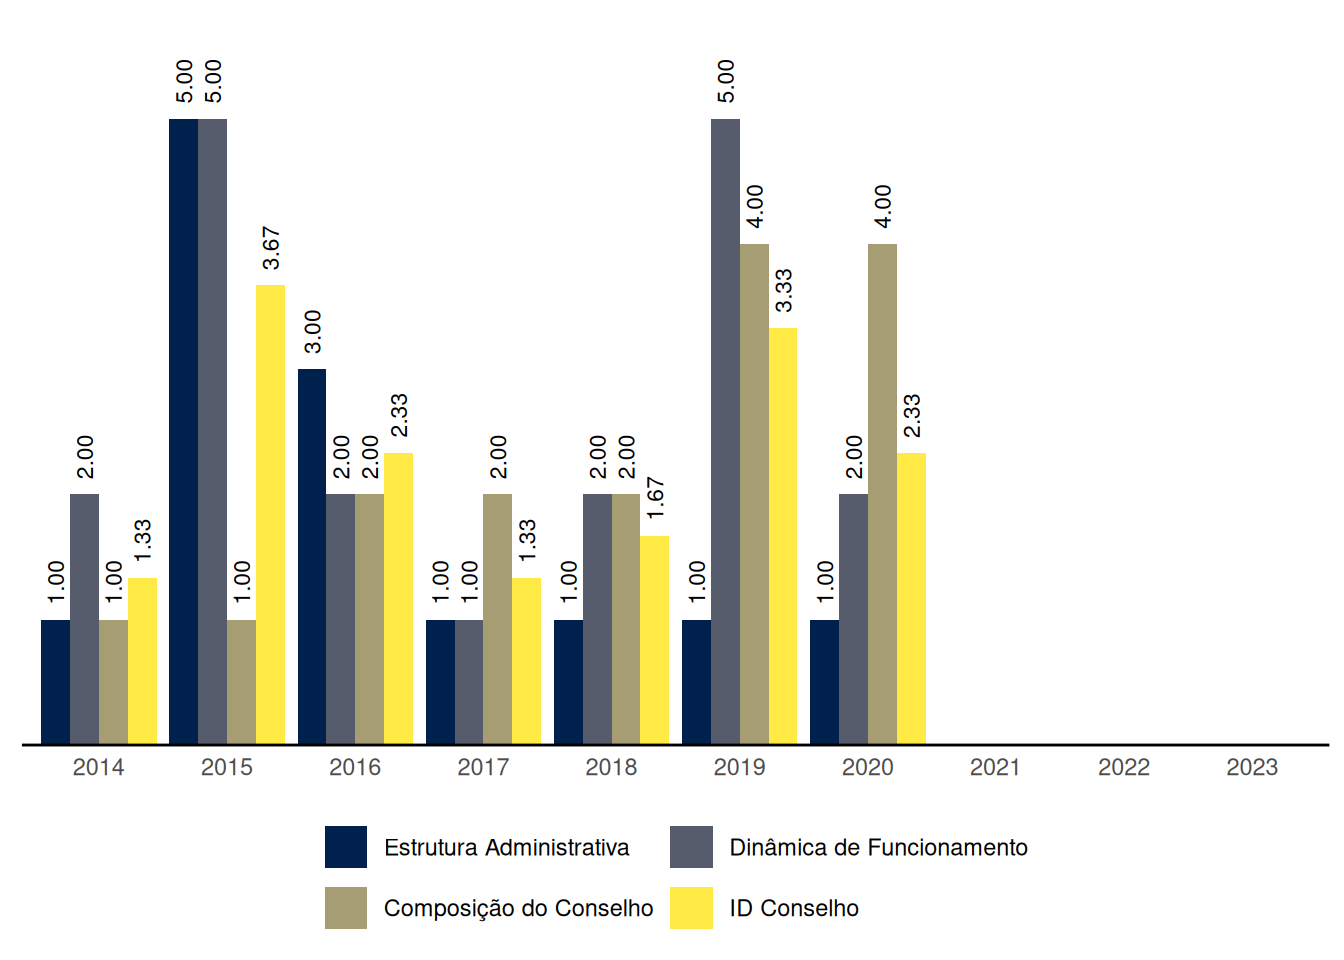 1.00 2.00 1.00 1.33 5.00 5.00 1.00 3.67 3.00 2.00 2.00 2.33 1.00 1.00 2.00 1.33 1.00 2.00 2.00 1.67 1.00 5.00 4.00 3.33 1.00 2.00 4.00 2.33
2014 2015 2016 2017 2018 2019 2020 2021 2022 2023
Estrutura Administrativa Dinâmica de Funcionamento
Composição do Conselho ID Conselho